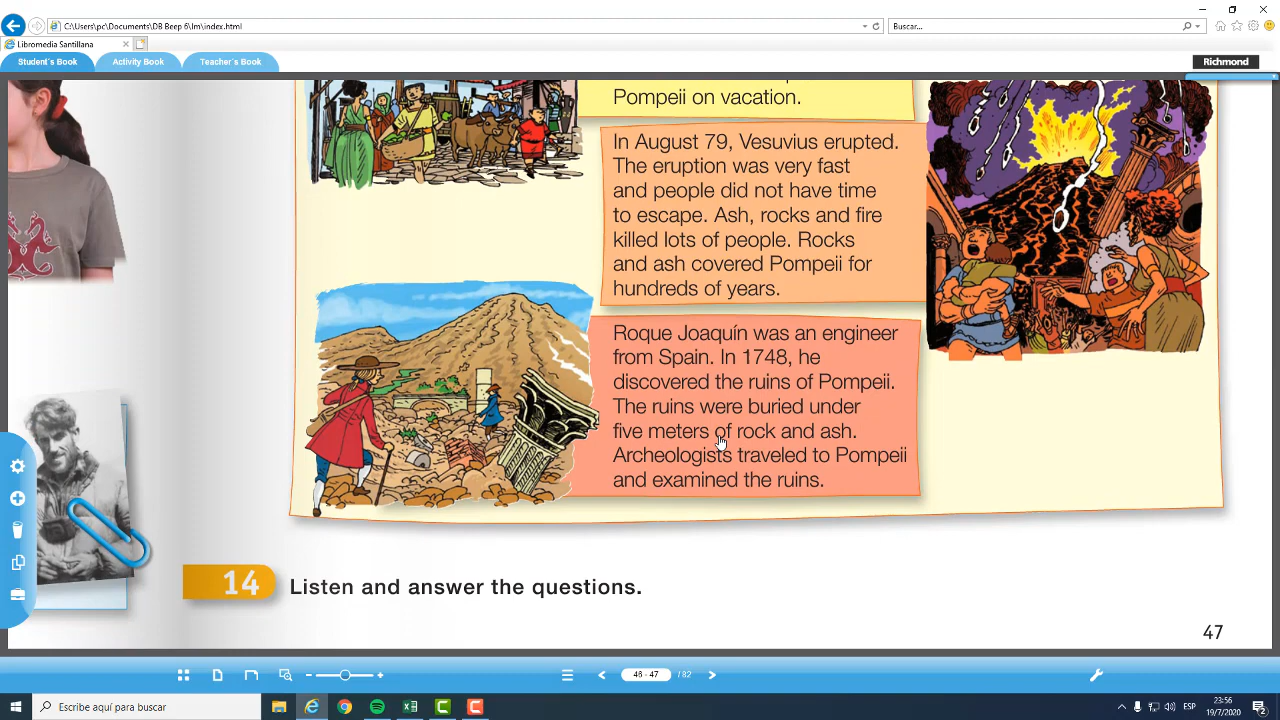 C:\Users\pc\Documents\DB Beep 6\lm\index.html
Buscar...
Libromedia Santillana
Student's Book
Activity Book
Teacher's Book
Richmond
Pompeii on vacation.
In August 79, Vesuvius erupted.
The eruption was very fast
and people did not have time
to escape. Ash, rocks and fire
killed lots of people. Rocks
and ash covered Pompeii for
hundreds of years.
Roque Joaquín was an engineer
from Spain. In 1748, he
discovered the ruins of Pompeii.
The ruins were buried under
five meters of rock and ash.
Archeologists traveled to Pompeii
and examined the ruins.
14 Listen and answer the questions.
47
46 - 47 / 82
Escribe aquí para buscar
ESP
23:56
19/7/2020
2